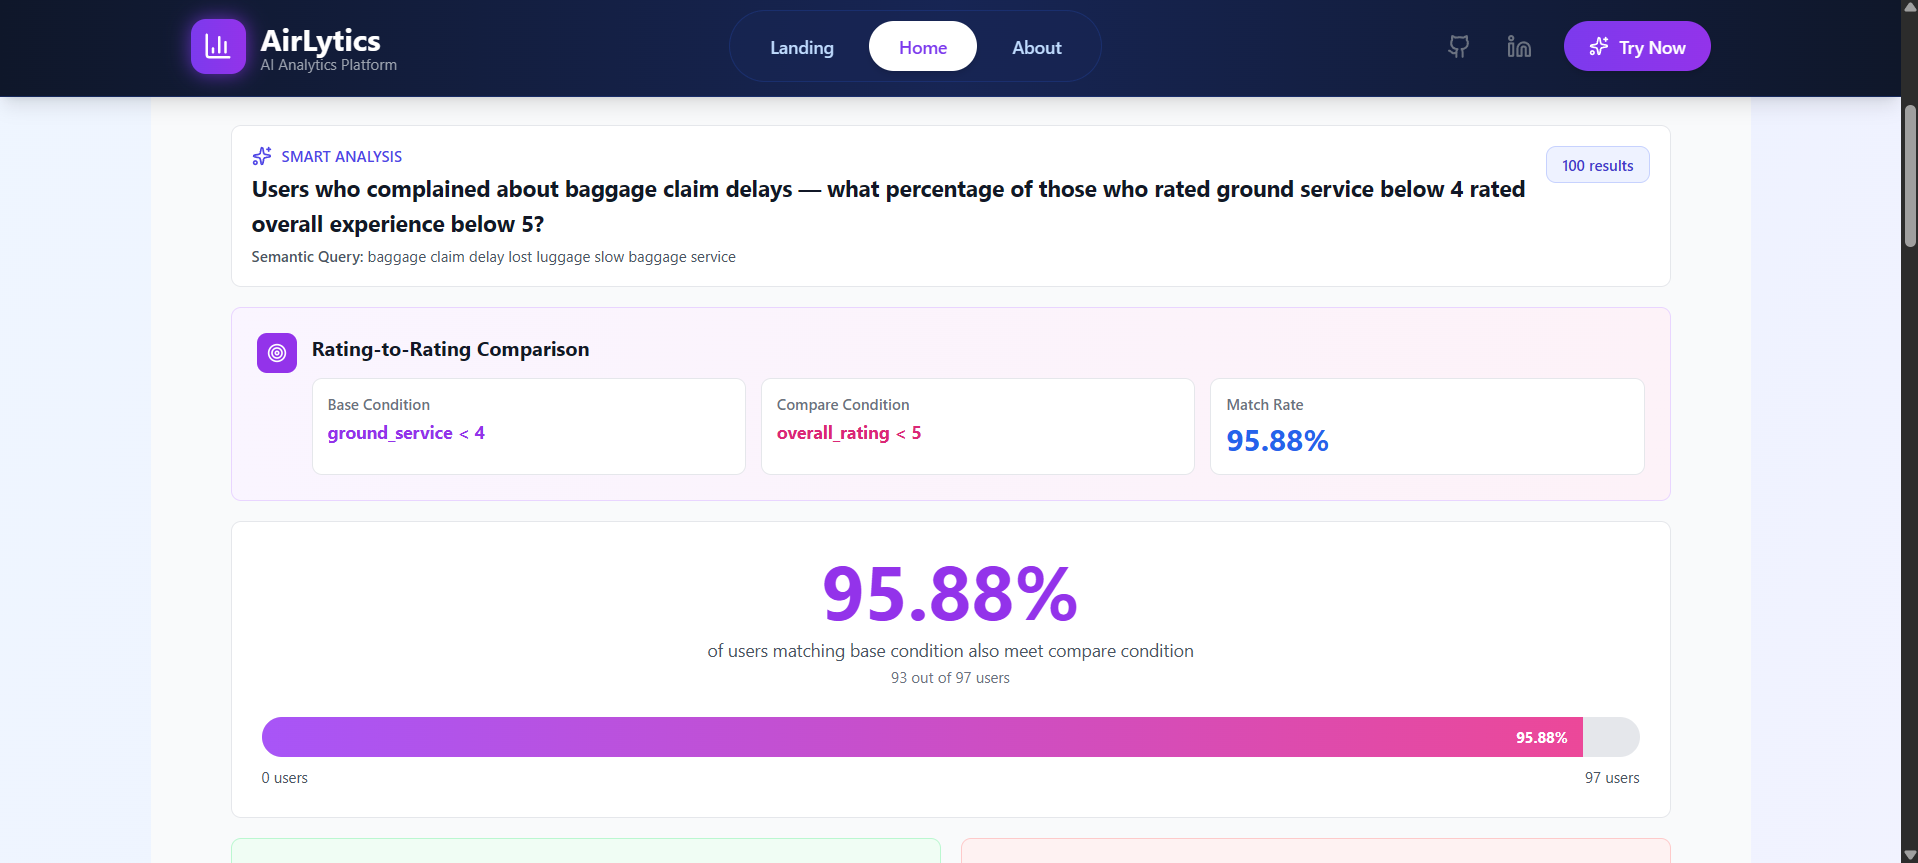 AirLytics
AI Analytics Platform
Landing
Home
About
Try Now
SMART ANALYSIS
100 results
Users who complained about baggage claim delays — what percentage of those who rated ground service below 4 rated
overall experience below 5?
Semantic Query: baggage claim delay lost luggage slow baggage service
Rating-to-Rating Comparison
Base Condition
ground_service < 4
Compare Condition
overall_rating < 5
Match Rate
95.88%
95.88%
of users matching base condition also meet compare condition
93 out of 97 users
95.88%
0 users
97 users